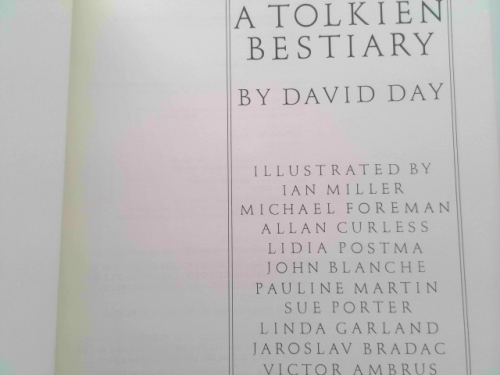 A TOLKIEN
BESTIARY
BY DAVID DAY
ILLUSTRATED BY
IAN MILLER
MICHAEL FOREMAN
ALLAN CURLESS
LIDIA POSTMA
JOHN BLANCHE
PAULINE MARTIN
SUE PORTER
LINDA GARLAND
JAROSLAV BRADAC
VICTOR AMBRUS